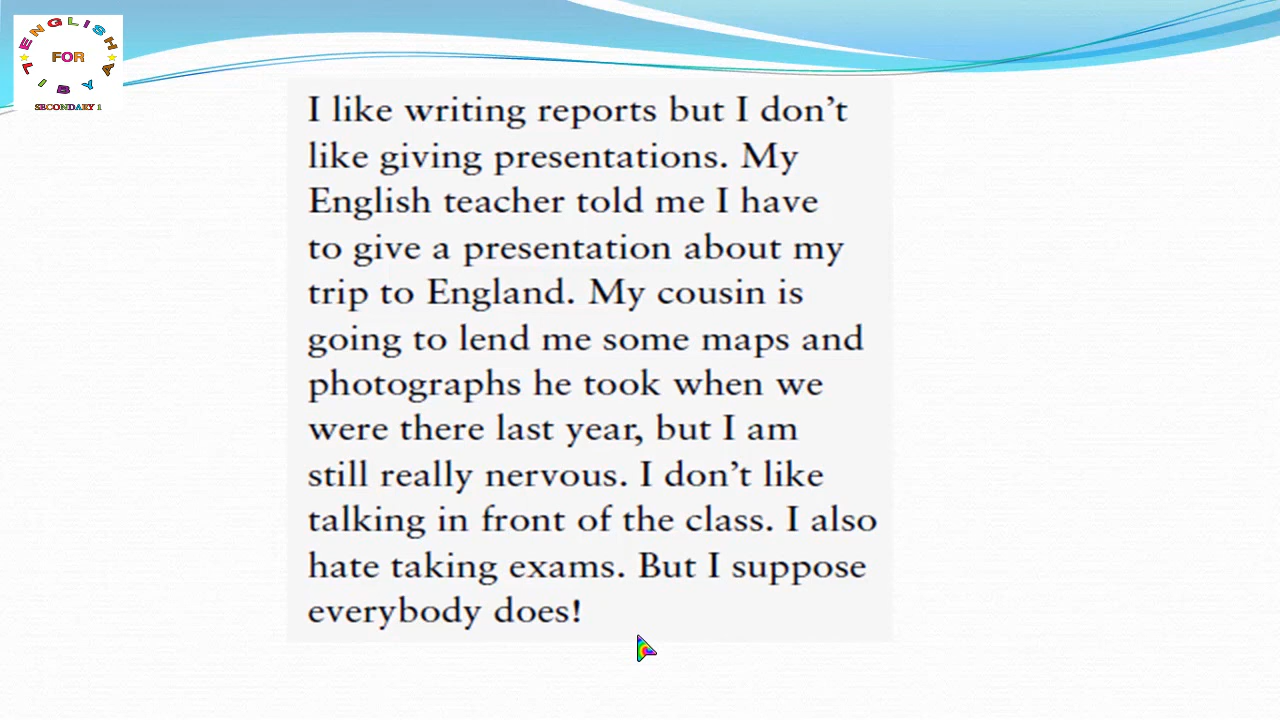 ENGLISH
FOR
LIBYA
SECONDARY 1
I like writing reports but I don’t
like giving presentations. My
English teacher told me I have
to give a presentation about my
trip to England. My cousin is
going to lend me some maps and
photographs he took when we
were there last year, but I am
still really nervous. I don’t like
talking in front of the class. I also
hate taking exams. But I suppose
everybody does!